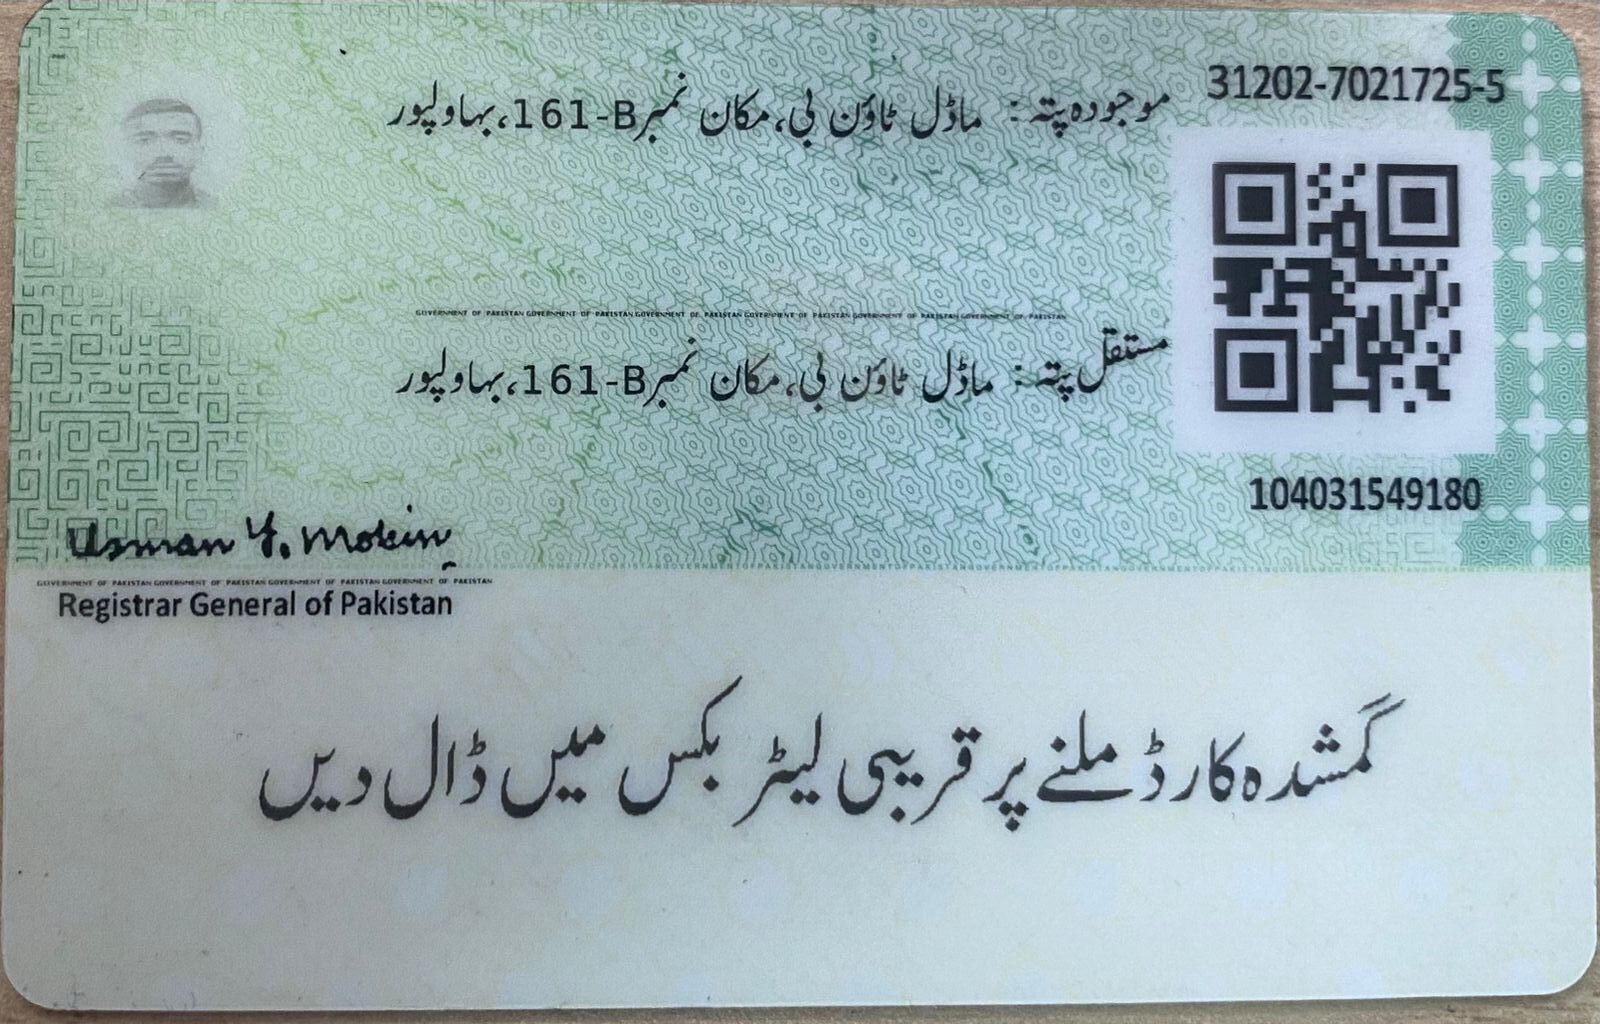 31202-7021725-5
موجودہ پتہ: ماڈل ٹاؤن بی، مکان نمبر 161-B، بہاولپور
GOVERNMENT OF PAKISTAN GOVERNMENT OF PAKISTAN GOVERNMENT OF PAKISTAN GOVERNMENT OF PAKISTAN GOVERNMENT OF PAKISTAN GOVERNMENT OF PAKISTAN
مستقل پتہ: ماڈل ٹاؤن بی، مکان نمبر 161-B، بہاولپور
104031549180
Usman Y. Mobin
GOVERNMENT OF PAKISTAN GOVERNMENT OF PAKISTAN GOVERNMENT OF PAKISTAN GOVERNMENT OF PAKISTAN
Registrar General of Pakistan
گمشدہ کارڈ ملنے پر قریبی لیٹر بکس میں ڈال دیں